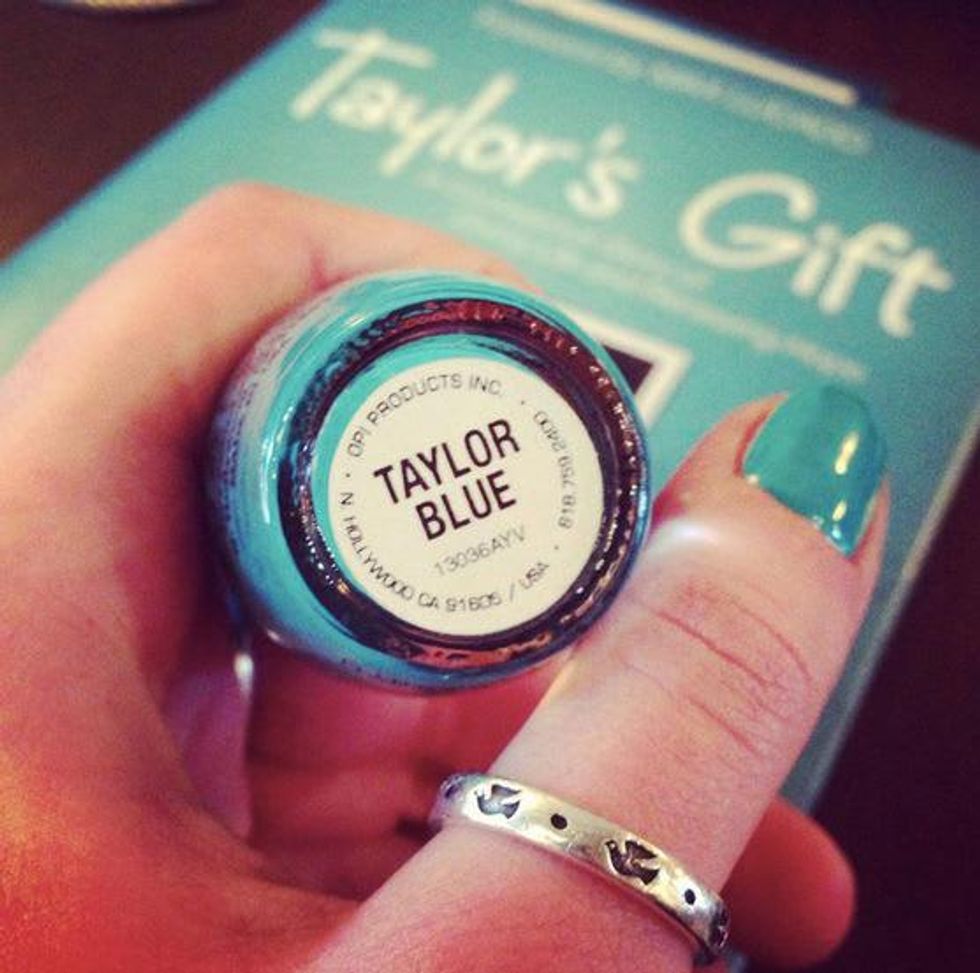 Taylor's Gift
OPI PRODUCTS INC. · 818.759.2400 ·
TAYLOR
BLUE
13036AYV
N HOLLYWOOD CA 91605 / USA ·